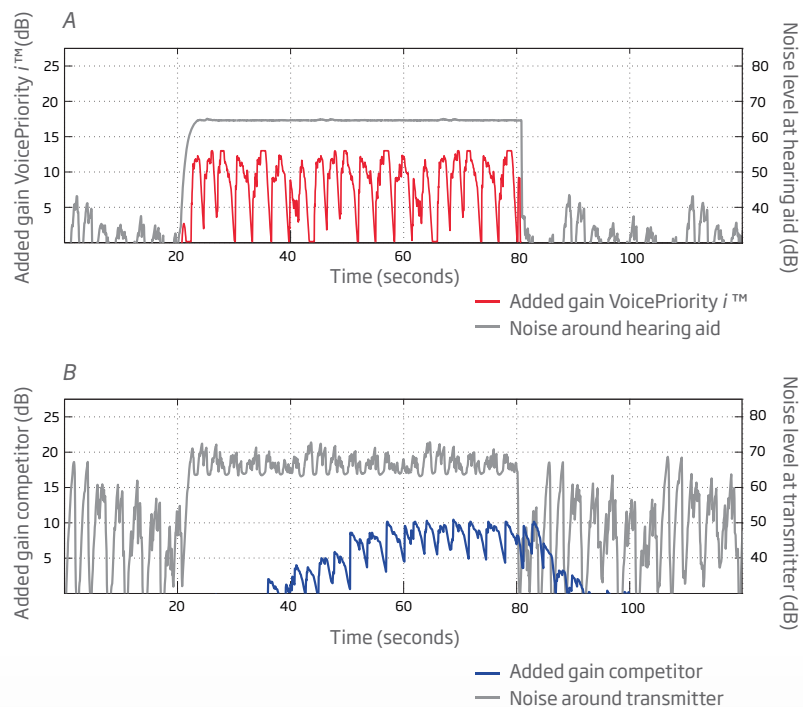 A
Added gain VoicePriority i™(dB)
25
20
15
10
5
80
70
60
50
40
Noise level at hearing aid (dB)
20
40
60
80
100
Time (seconds)
Added gain VoicePriority i ™
Noise around hearing aid
B
Added gain competitor (dB)
25
20
15
10
5
80
70
60
50
40
Noise level at transmitter (dB)
20
40
60
80
100
Time (seconds)
Added gain competitor
Noise around transmitter